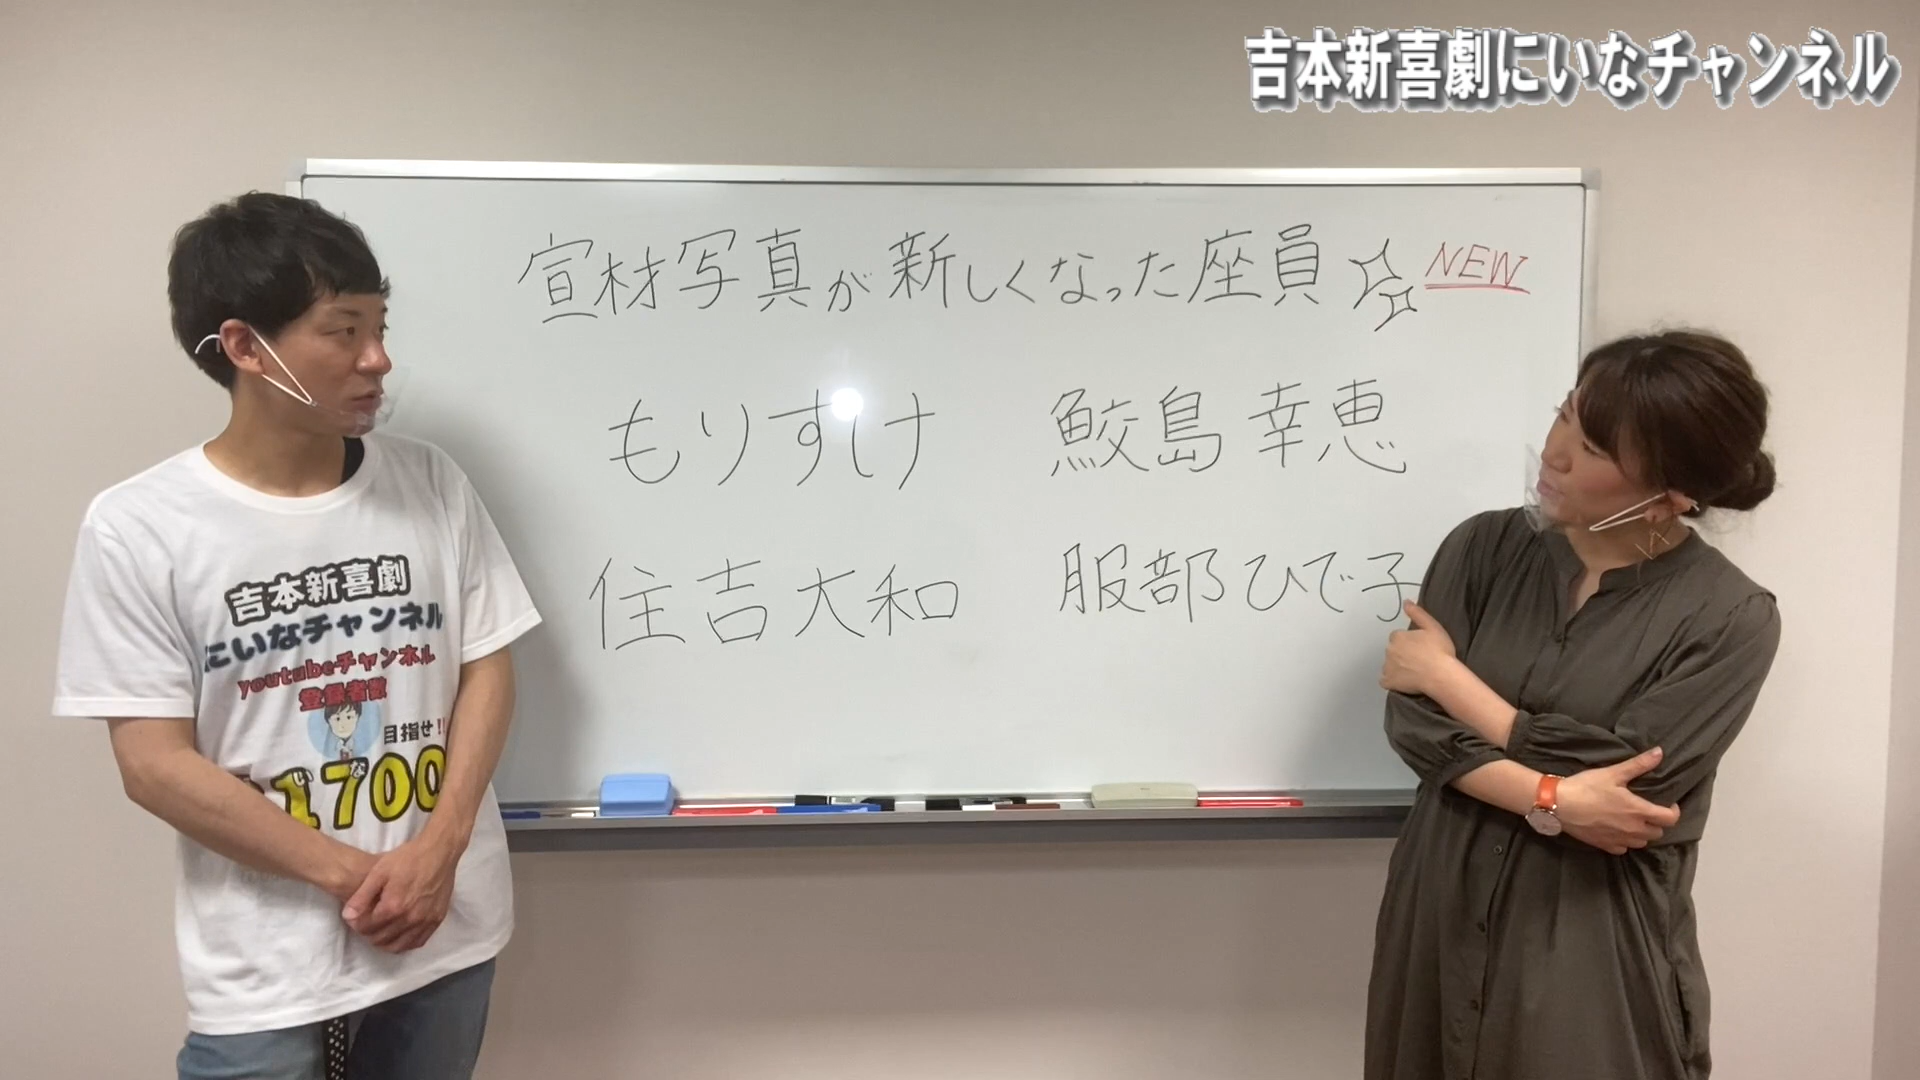 吉本新喜劇にいなチャンネル
宣材写真が新しくなった座員 NEW
もりすけ 鮫島幸恵
住吉大和 服部ひで子
吉本新喜劇
にいなチャンネル
youtubeチャンネル
登録者数
目指せ!!
1700